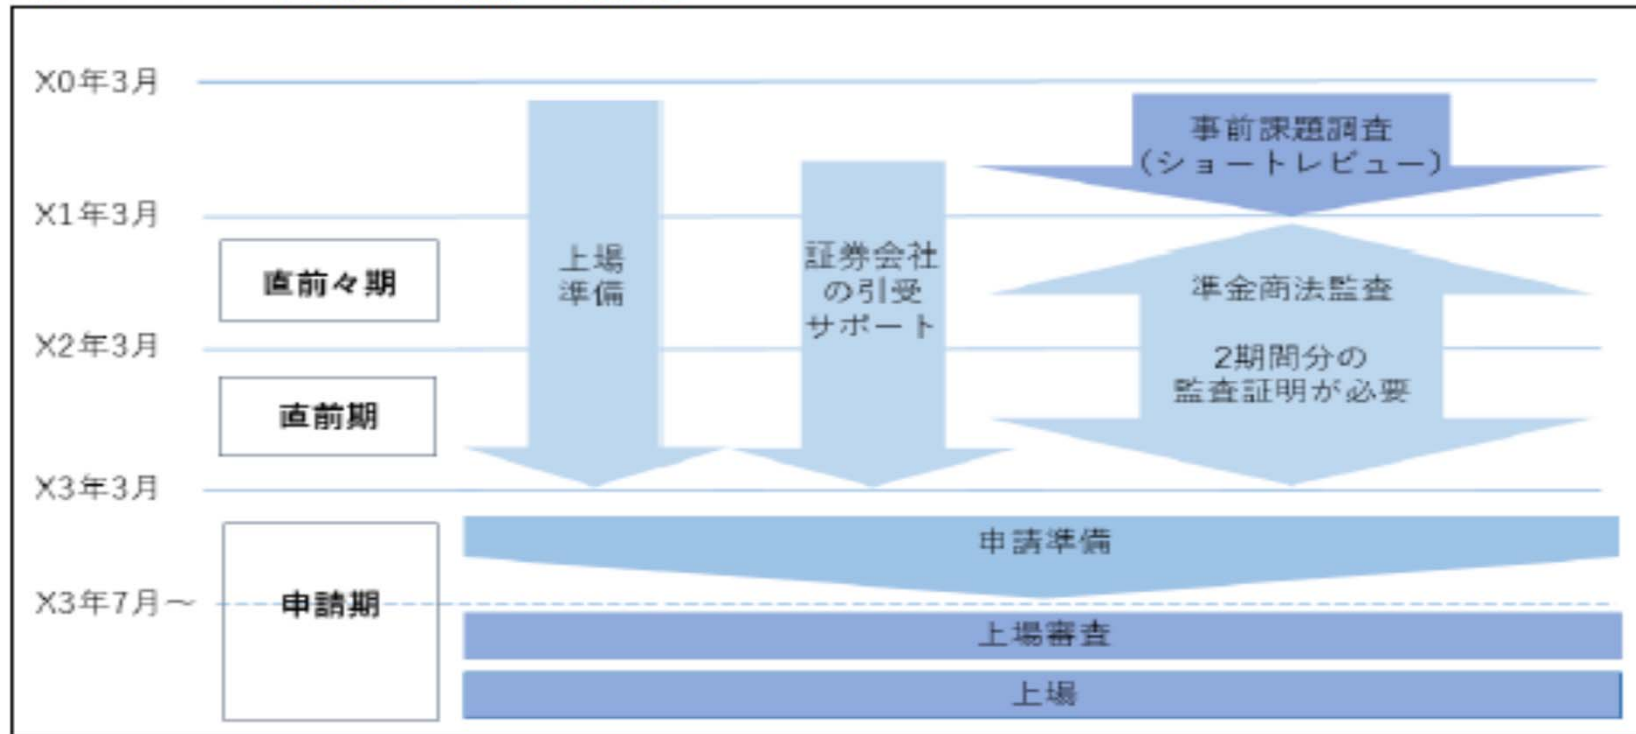 X0年3月
事前課題調査
（ショートレビュー）
X1年3月
直前々期
上場
準備
証券会社
の引受
サポート
準金商法監査
X2年3月
2期間分の
監査証明が必要
直前期
X3年3月
申請準備
X3年7月～
申請期
上場審査
上場